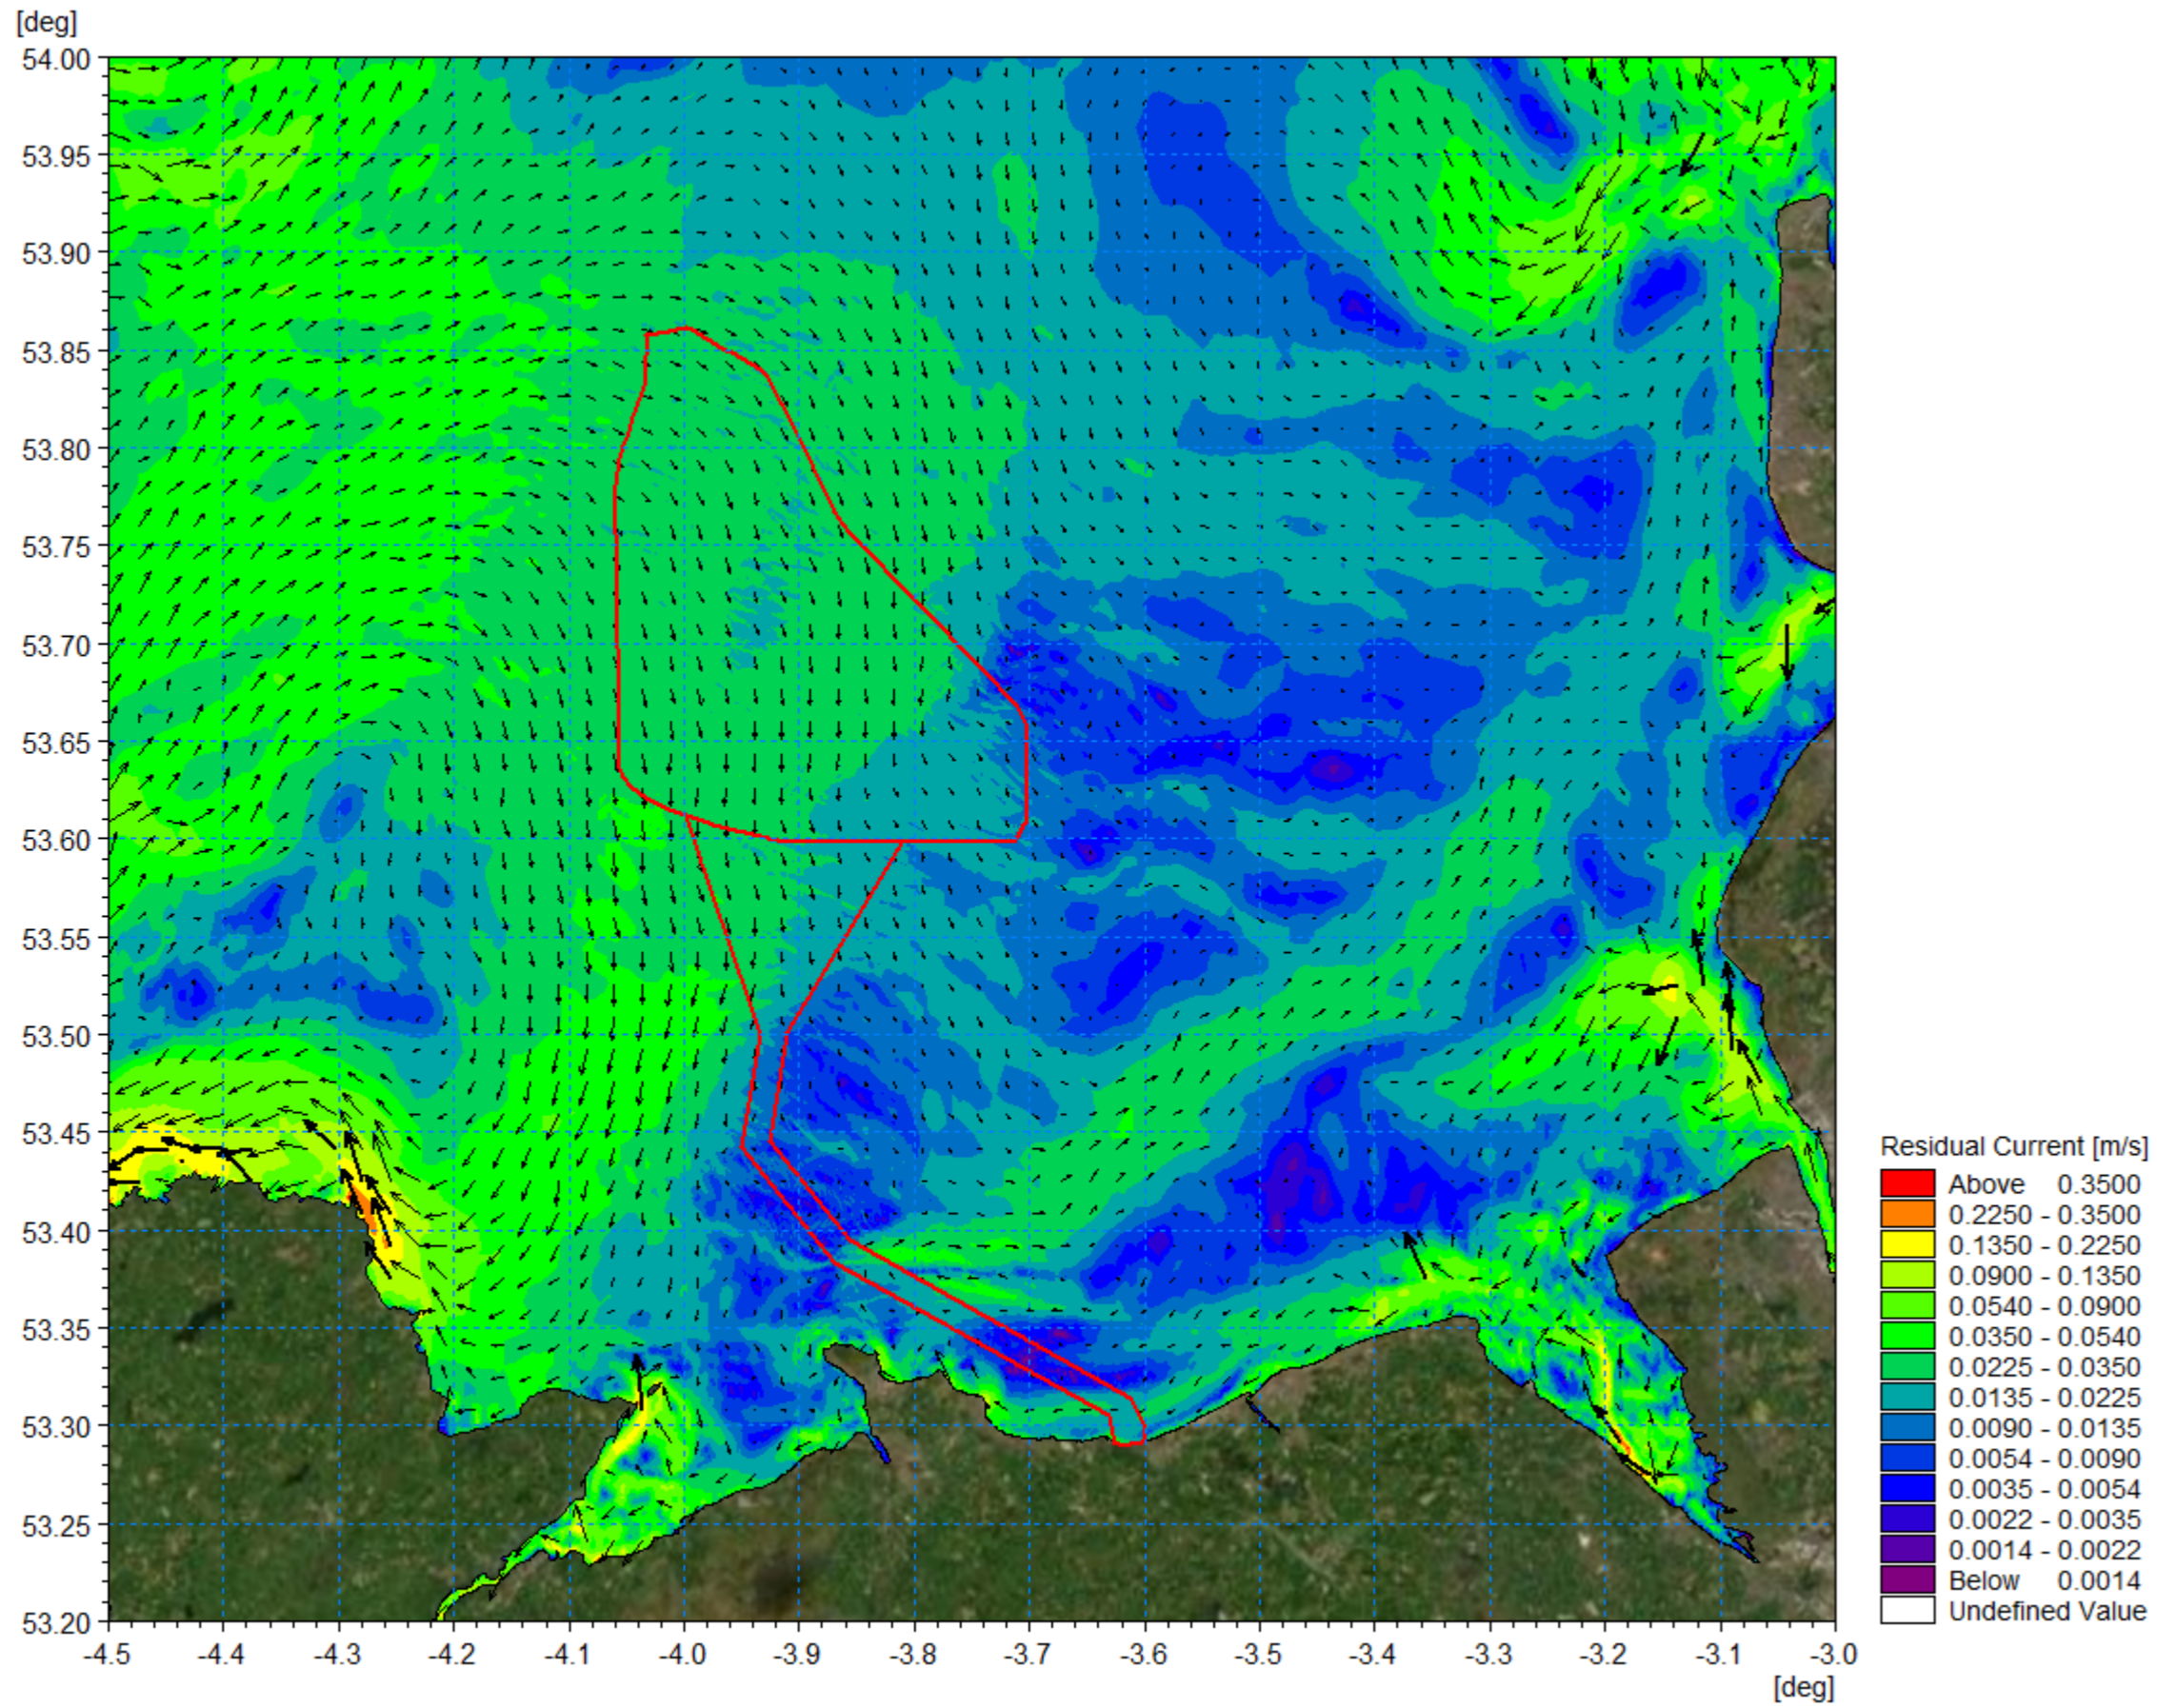 [deg]
54.00
53.95
53.90
53.85
53.80
53.75
53.70
53.65
53.60
53.55
53.50
53.45
53.40
53.35
53.30
53.25
53.20
-4.5 -4.4 -4.3 -4.2 -4.1 -4.0 -3.9 -3.8 -3.7 -3.6 -3.5 -3.4 -3.3 -3.2 -3.1 -3.0
[deg]
Residual Current [m/s]
Above 0.3500
0.2250 - 0.3500
0.1350 - 0.2250
0.0900 - 0.1350
0.0540 - 0.0900
0.0350 - 0.0540
0.0225 - 0.0350
0.0135 - 0.0225
0.0090 - 0.0135
0.0054 - 0.0090
0.0035 - 0.0054
0.0022 - 0.0035
0.0014 - 0.0022
Below 0.0014
Undefined Value